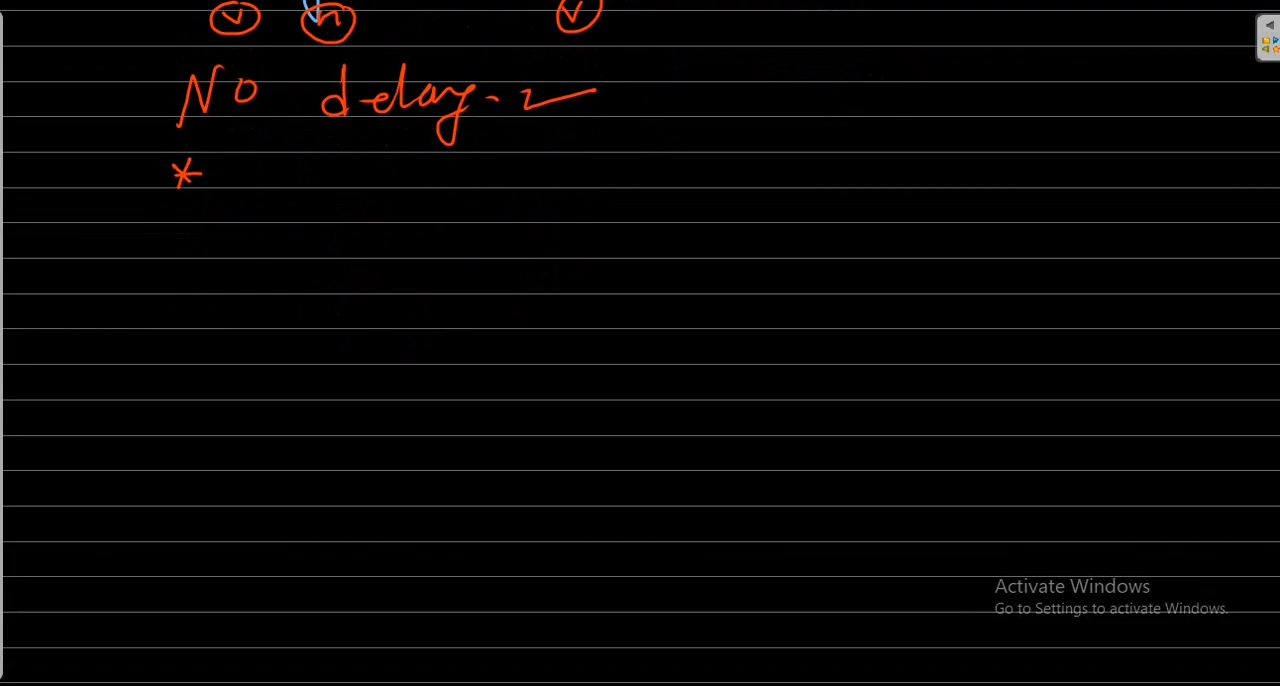 v n v
No delay.
*
Activate Windows
Go to Settings to activate Windows.